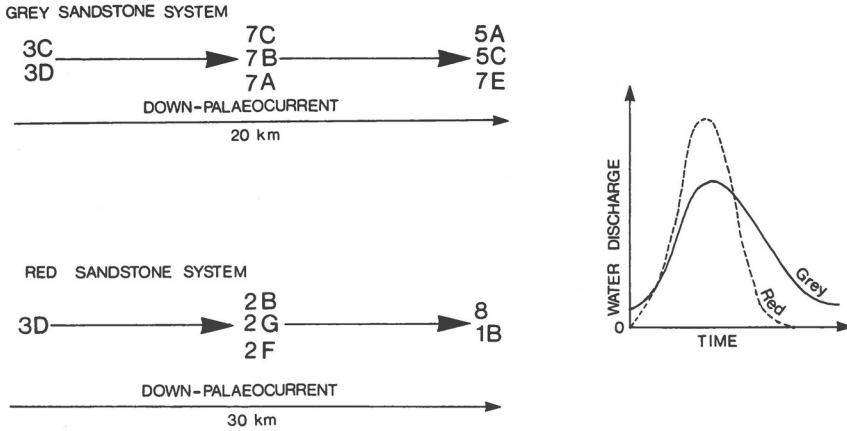 GREY SANDSTONE SYSTEM
3C
3D
7C
7B
7A
5A
5C
7E
DOWN-PALAEOCURRENT
20 km
RED SANDSTONE SYSTEM
3D
2B
2G
2F
8
1B
DOWN-PALAEOCURRENT
30 km
WATER DISCHARGE
0
TIME
Grey
Red